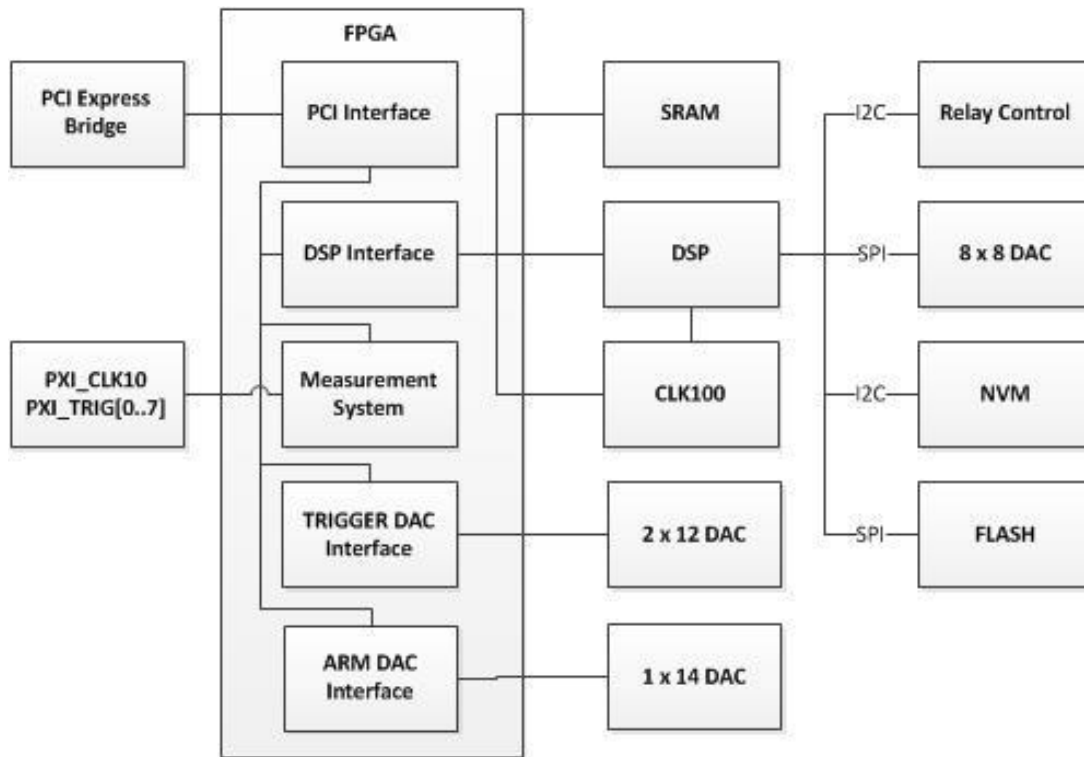 FPGA
PCI Express
Bridge
PCI Interface
SRAM
I2C
Relay Control
DSP Interface
DSP
SPI
8 x 8 DAC
PXI_CLK10
PXI_TRIG[0..7]
Measurement
System
CLK100
I2C
NVM
TRIGGER DAC
Interface
2 x 12 DAC
SPI
FLASH
ARM DAC
Interface
1 x 14 DAC